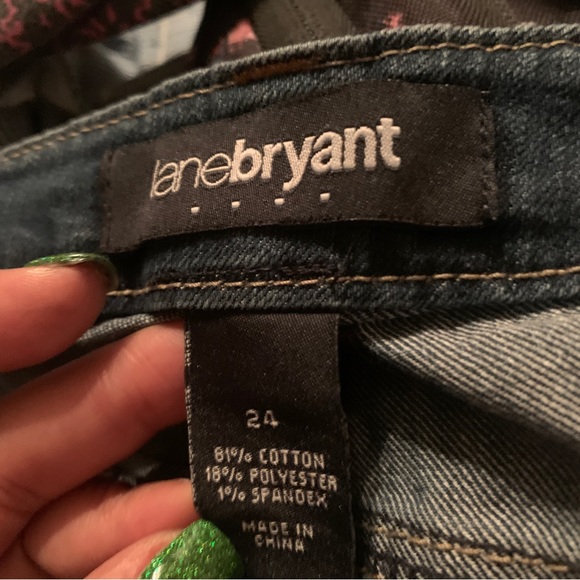 lanebryant
24
81% COTTON
18% POLYESTER
1% SPANDEX
MADE IN
CHINA